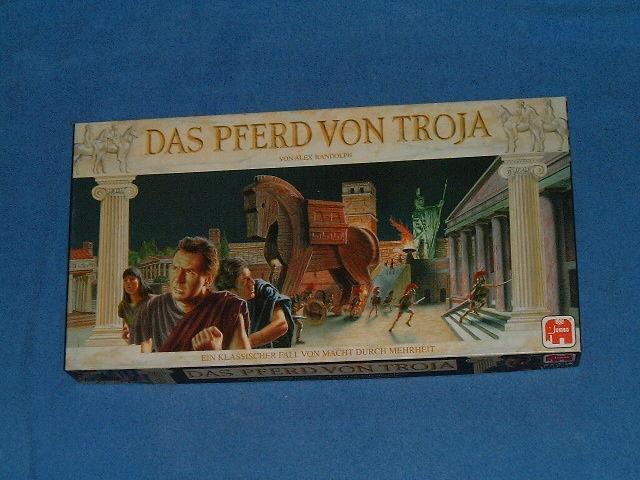 DAS PFERD VON TROJA
VON ALEX RANDOLPH
EIN KLASSISCHER FALL VON MACHT DURCH MEHRHEIT
Jumbo
DAS PFERD VON TROJA